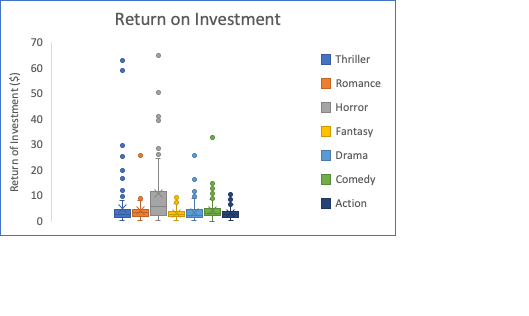 Return on Investment
Return of Investment ($)
70
60
50
40
30
20
10
0
Thriller
Romance
Horror
Fantasy
Drama
Comedy
Action